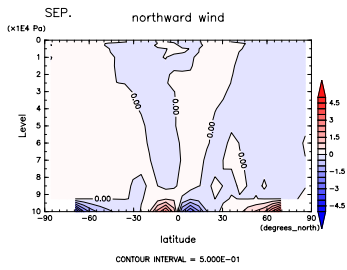 SEP.
northward wind
(×1E4 Pa)
0
1
2
3
4
5
6
7
8
9
10
Level
0.00
0.00
0.00
0.00
0.00
−90 −60 −30 0 30 60 90
(degrees_north)
latitude
4.5
3
1.5
0
−1.5
−3
−4.5
CONTOUR INTERVAL = 5.000E−01